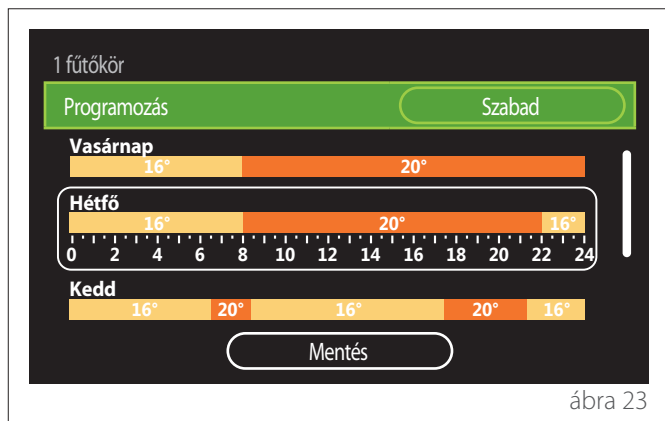 1 fűtőkör
Programozás Szabad
Vasárnap
16° 20°
Hétfő
16° 20° 16°
0 2 4 6 8 10 12 14 16 18 20 22 24
Kedd
16° 20° 16° 20° 16°
Mentés
ábra 23